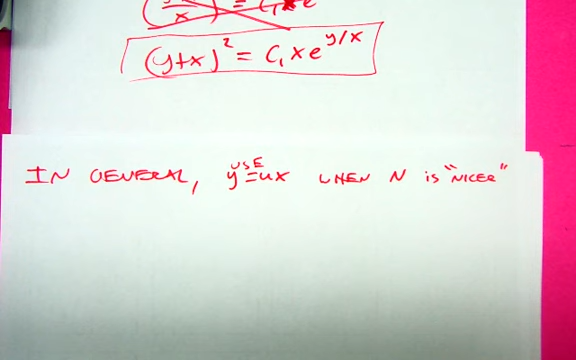 (y+x)² = C₁xe^{y/x}
USE
IN GENERAL, y=ux WHEN N is "NICER"